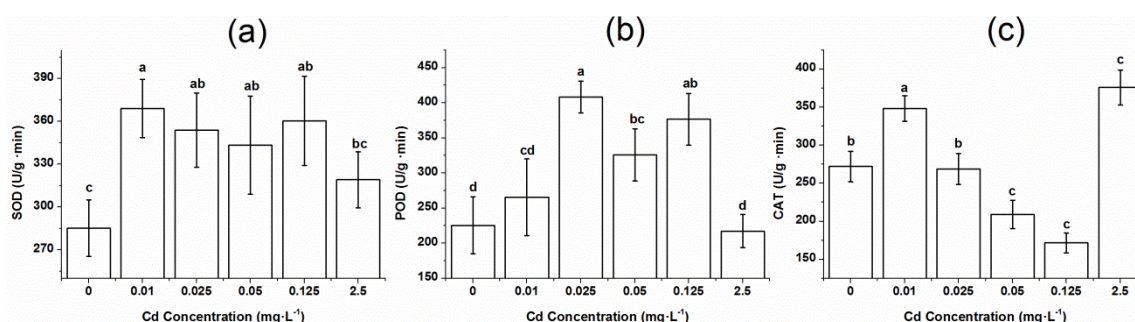 (a)
SOD (U/g ·min)
390
360
330
300
270
c
a
ab
ab
ab
bc
0 0.01 0.025 0.05 0.125 2.5
Cd Concentration (mg·L⁻¹)
(b)
POD (U/g ·min)
450
400
350
300
250
200
150
d
cd
a
bc
ab
d
0 0.01 0.025 0.05 0.125 2.5
Cd Concentration (mg·L⁻¹)
(c)
CAT (U/g ·min)
400
350
300
250
200
150
b
a
b
c
c
c
0 0.01 0.025 0.05 0.125 2.5
Cd Concentration (mg·L⁻¹)